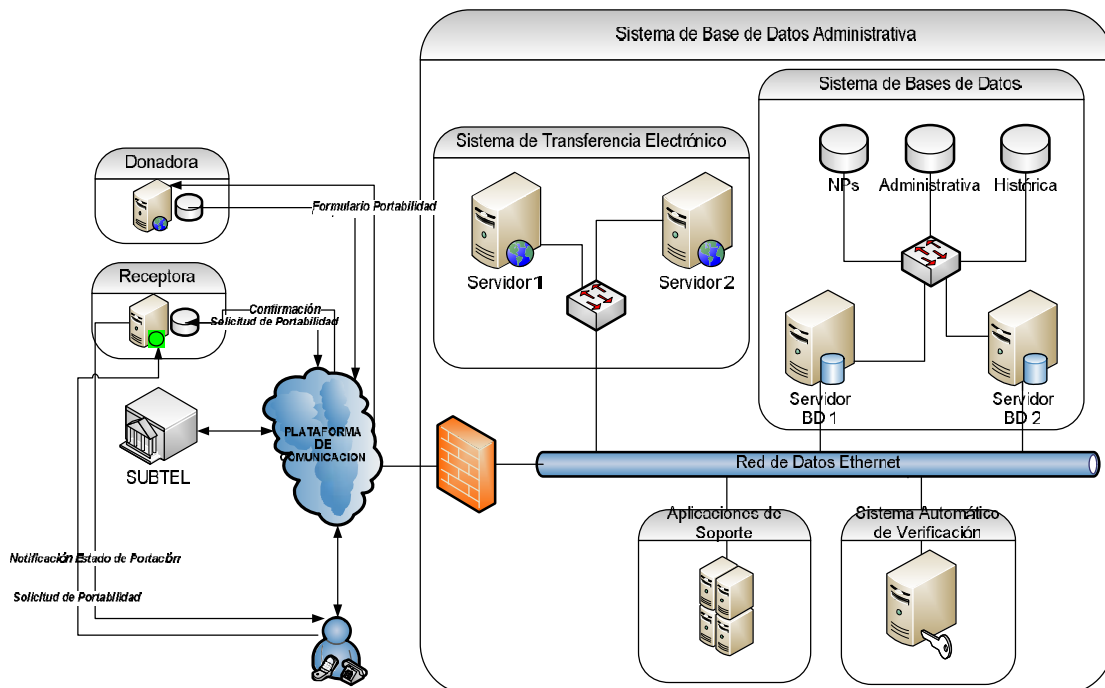 Sistema de Base de Datos Administrativa
Sistema de Bases de Datos
Sistema de Transferencia Electrónico
NPs
Administrativa
Histórica
Donadora
Formulario Portabilidad
Servidor 1
Servidor 2
Receptora
Confirmación
Solicitud de Portabilidad
Servidor
BD 1
Servidor
BD 2
PLATAFORMA
DE
COMUNICACION
SUBTEL
Red de Datos Ethernet
Aplicaciones de
Soporte
Sistema Automático
de Verificación
Notificación Estado de Portación
Solicitud de Portabilidad